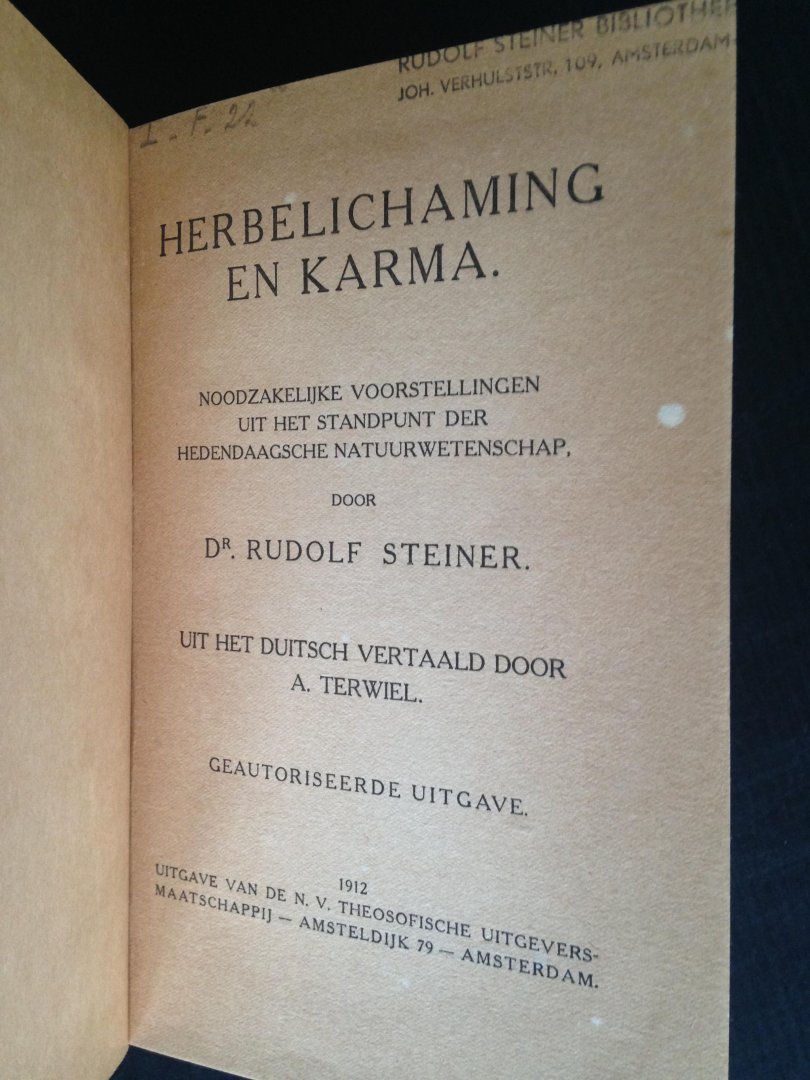 RUDOLF STEINER BIBLIOTHEE
JOH. VERHULSTSTR. 109, AMSTERDAM-
L. F. 22
HERBELICHAMING
EN KARMA.
NOODZAKELIJKE VOORSTELLINGEN
UIT HET STANDPUNT DER
HEDENDAAGSCHE NATUURWETENSCHAP,
DOOR
DR. RUDOLF STEINER.
UIT HET DUITSCH VERTAALD DOOR
A. TERWIEL.
GEAUTORISEERDE UITGAVE.
1912
UITGAVE VAN DE N. V. THEOSOFISCHE UITGEVERS-
MAATSCHAPPIJ — AMSTELDIJK 79 — AMSTERDAM.